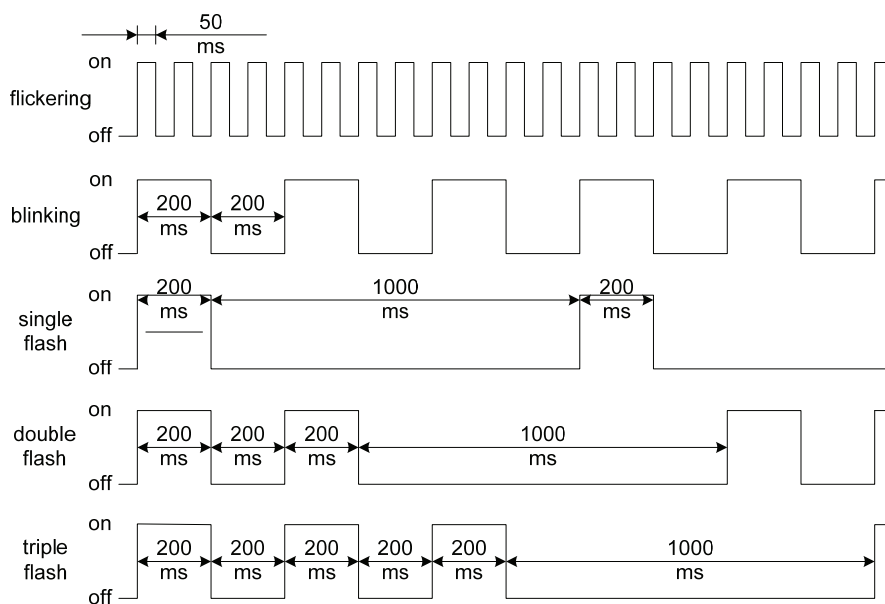 50
ms
on
flickering
off
on
200 200
blinking
ms ms
off
on
200 1000 200
ms ms ms
single
flash
off
on
double
200 200 200 1000
flash
ms ms ms ms
off
on
triple
200 200 200 200 200 1000
flash
ms ms ms ms ms ms
off